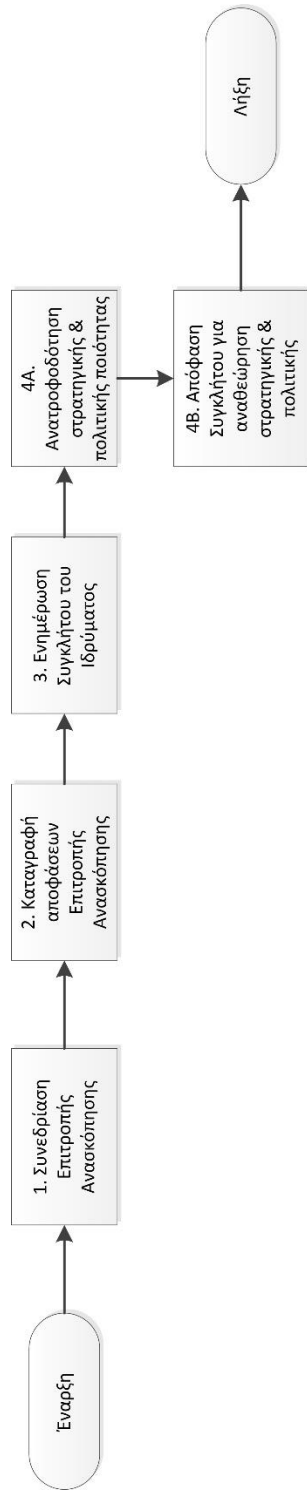 Έναρξη
1. Συνεδρίαση
Επιτροπής
Ανασκόπησης
2. Καταγραφή
αποφάσεων
Επιτροπής
Ανασκόπησης
3. Ενημέρωση
Συγκλήτου του
Ιδρύματος
4Α.
Ανατροφοδότηση
στρατηγικής &
πολιτικής ποιότητας
4Β. Απόφαση
Συγκλήτου για
αναθεώρηση
στρατηγικής &
πολιτικής
Λήξη